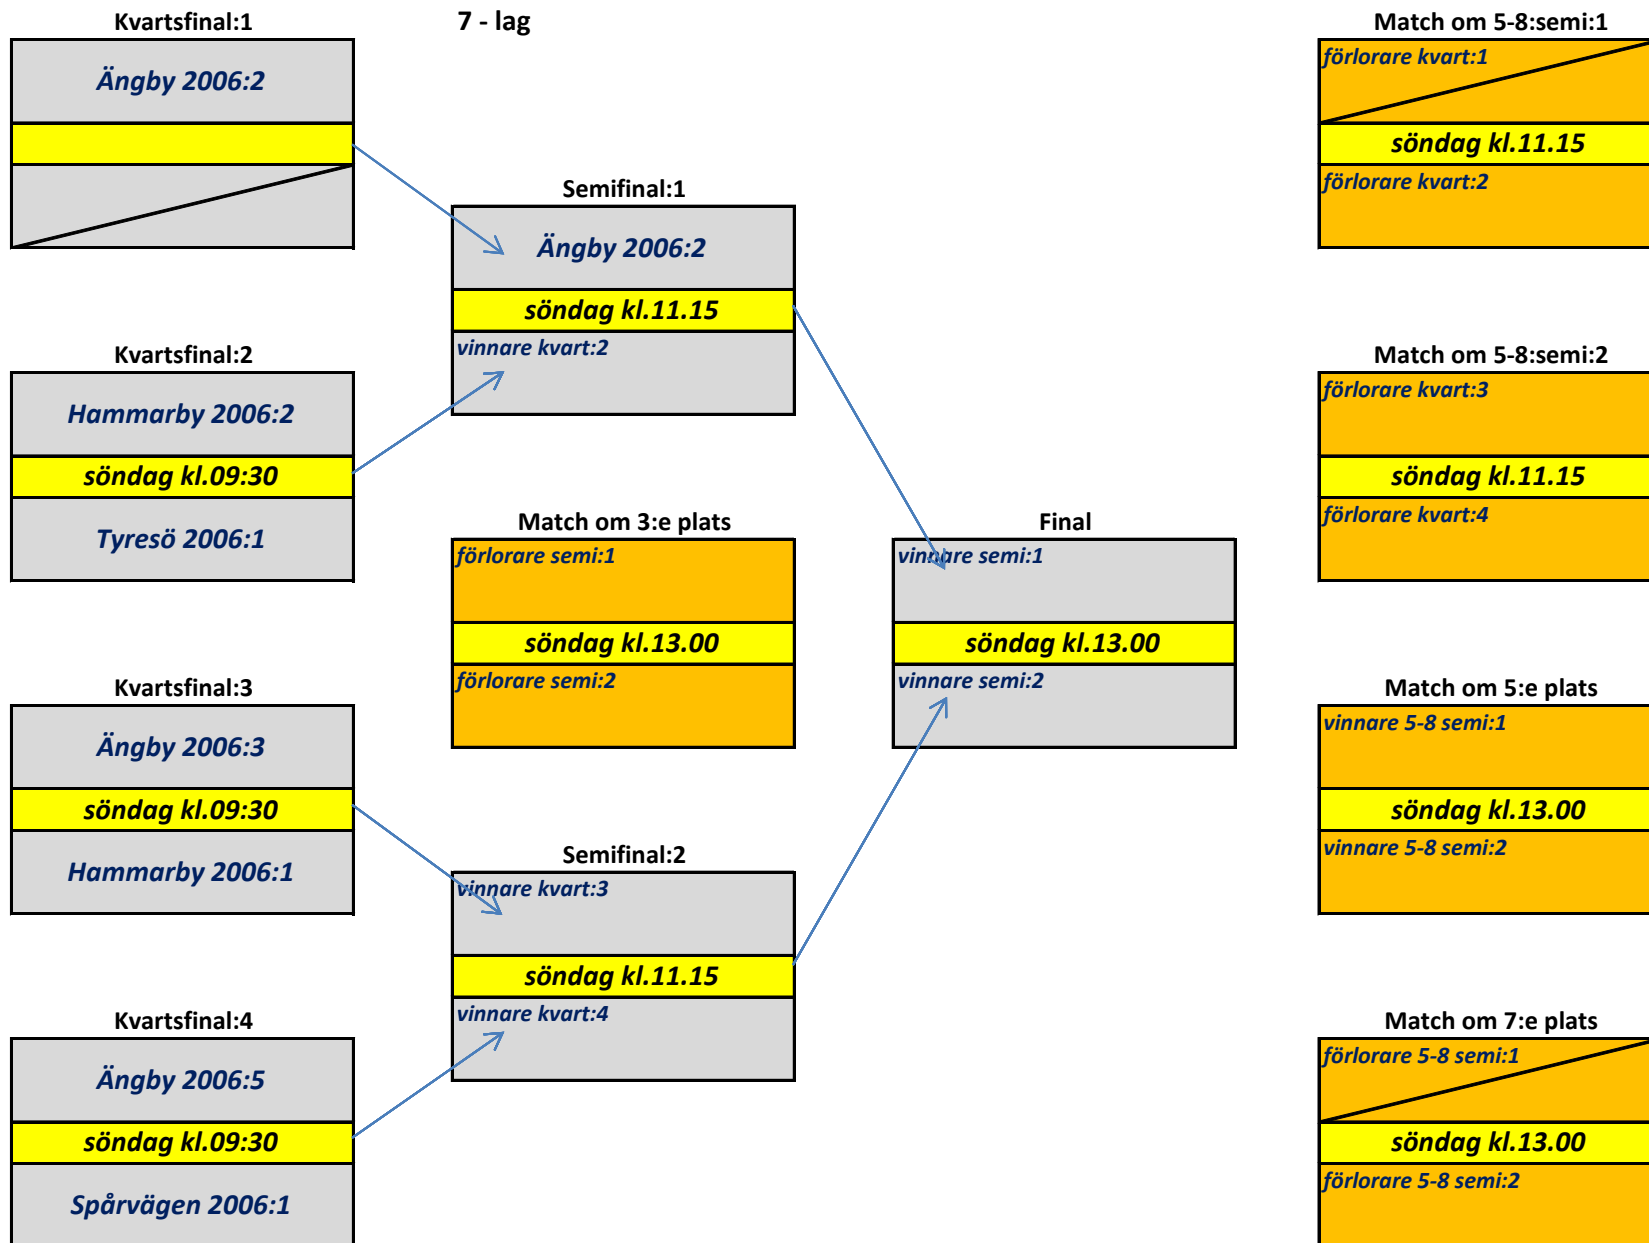 Kvartsfinal:1
Ängby 2006:2
Kvartsfinal:2
Hammarby 2006:2
söndag kl.09:30
Tyresö 2006:1
Kvartsfinal:3
Ängby 2006:3
söndag kl.09:30
Hammarby 2006:1
Kvartsfinal:4
Ängby 2006:5
söndag kl.09:30
Spårvägen 2006:1
7 - lag
Semifinal:1
Ängby 2006:2
söndag kl.11.15
vinnare kvart:2
Match om 3:e plats
förlorare semi:1
söndag kl.13.00
förlorare semi:2
Semifinal:2
vinnare kvart:3
söndag kl.11.15
vinnare kvart:4
Final
vinnare semi:1
söndag kl.13.00
vinnare semi:2
Match om 5-8:semi:1
förlorare kvart:1
söndag kl.11.15
förlorare kvart:2
Match om 5-8:semi:2
förlorare kvart:3
söndag kl.11.15
förlorare kvart:4
Match om 5:e plats
vinnare 5-8 semi:1
söndag kl.13.00
vinnare 5-8 semi:2
Match om 7:e plats
förlorare 5-8 semi:1
söndag kl.13.00
förlorare 5-8 semi:2